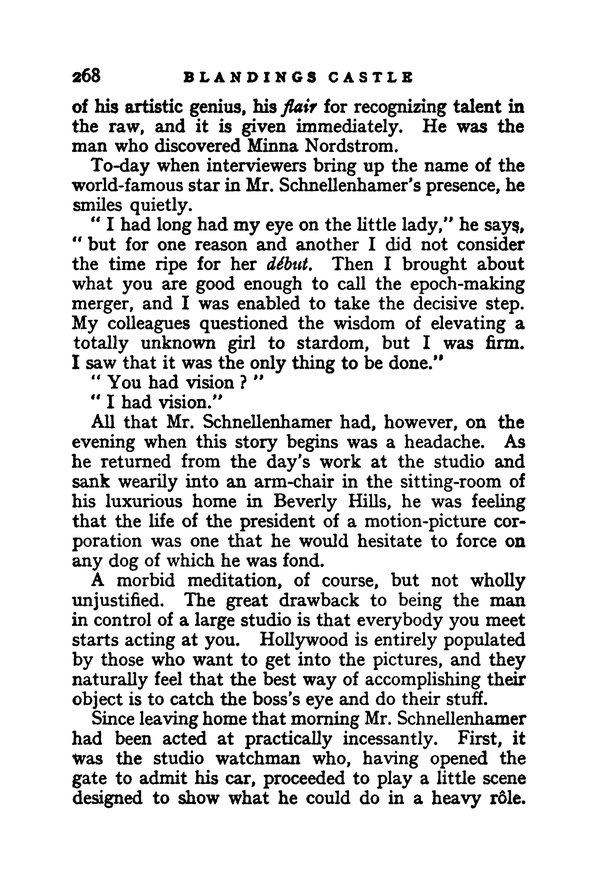 268 BLANDINGS CASTLE
of his artistic genius, his flair for recognizing talent in
the raw, and it is given immediately. He was the
man who discovered Minna Nordstrom.
To-day when interviewers bring up the name of the
world-famous star in Mr. Schnellenhamer's presence, he
smiles quietly.
" I had long had my eye on the little lady," he says,
" but for one reason and another I did not consider
the time ripe for her début. Then I brought about
what you are good enough to call the epoch-making
merger, and I was enabled to take the decisive step.
My colleagues questioned the wisdom of elevating a
totally unknown girl to stardom, but I was firm.
I saw that it was the only thing to be done."
" You had vision ? "
" I had vision."
All that Mr. Schnellenhamer had, however, on the
evening when this story begins was a headache. As
he returned from the day's work at the studio and
sank wearily into an arm-chair in the sitting-room of
his luxurious home in Beverly Hills, he was feeling
that the life of the president of a motion-picture cor-
poration was one that he would hesitate to force on
any dog of which he was fond.
A morbid meditation, of course, but not wholly
unjustified. The great drawback to being the man
in control of a large studio is that everybody you meet
starts acting at you. Hollywood is entirely populated
by those who want to get into the pictures, and they
naturally feel that the best way of accomplishing their
object is to catch the boss's eye and do their stuff.
Since leaving home that morning Mr. Schnellenhamer
had been acted at practically incessantly. First, it
was the studio watchman who, having opened the
gate to admit his car, proceeded to play a little scene
designed to show what he could do in a heavy rôle.